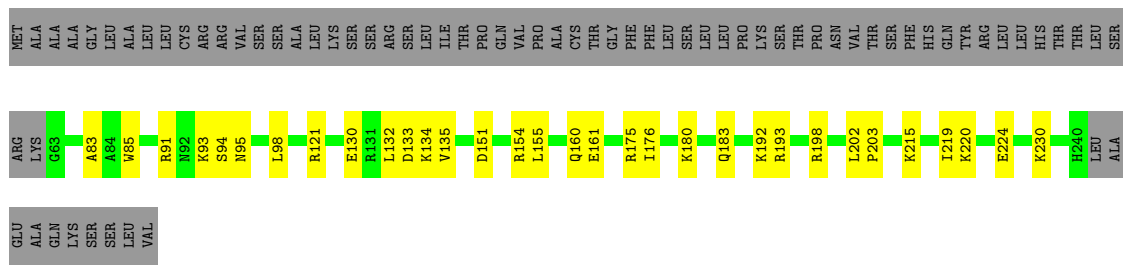 MET ALA ALA ALA GLY LEU ALA LEU LEU CYS ARG ARG VAL SER SER ALA LEU LYS SER SER ARG SER LEU ILE THR PRO GLN VAL PRO ALA CYS THR GLY PHE PHE LEU SER LEU LEU PRO LYS SER THR PRO ASN VAL THR SER PHE HIS GLN TYR ARG LEU LEU HIS THR THR LEU SER
ARG LYS G63 A83 A84 W85 R91 N92 K93 S94 N95 L98 R121 E130 R131 L132 D133 K134 V135 D151 R154 L155 Q160 E161 R175 I176 K180 Q183 K192 R193 R198 L202 P203 K215 I219 K220 E224 K230 H240 LEU ALA
GLU ALA GLN LYS SER SER LEU VAL